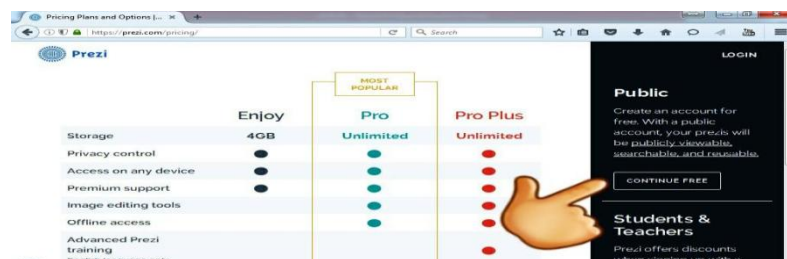 Pricing Plans and Options |...
https://prezi.com/pricing/
Search
Prezi
LOGIN
MOST
POPULAR
Enjoy Pro Pro Plus
Storage 4GB Unlimited Unlimited
Privacy control
Access on any device
Premium support
Image editing tools
Offline access
Advanced Prezi
training
Public
Create an account for
free. With a public
account, your prezis will
be publicly viewable,
searchable, and reusable.
CONTINUE FREE
Students &
Teachers
Prezi offers discounts